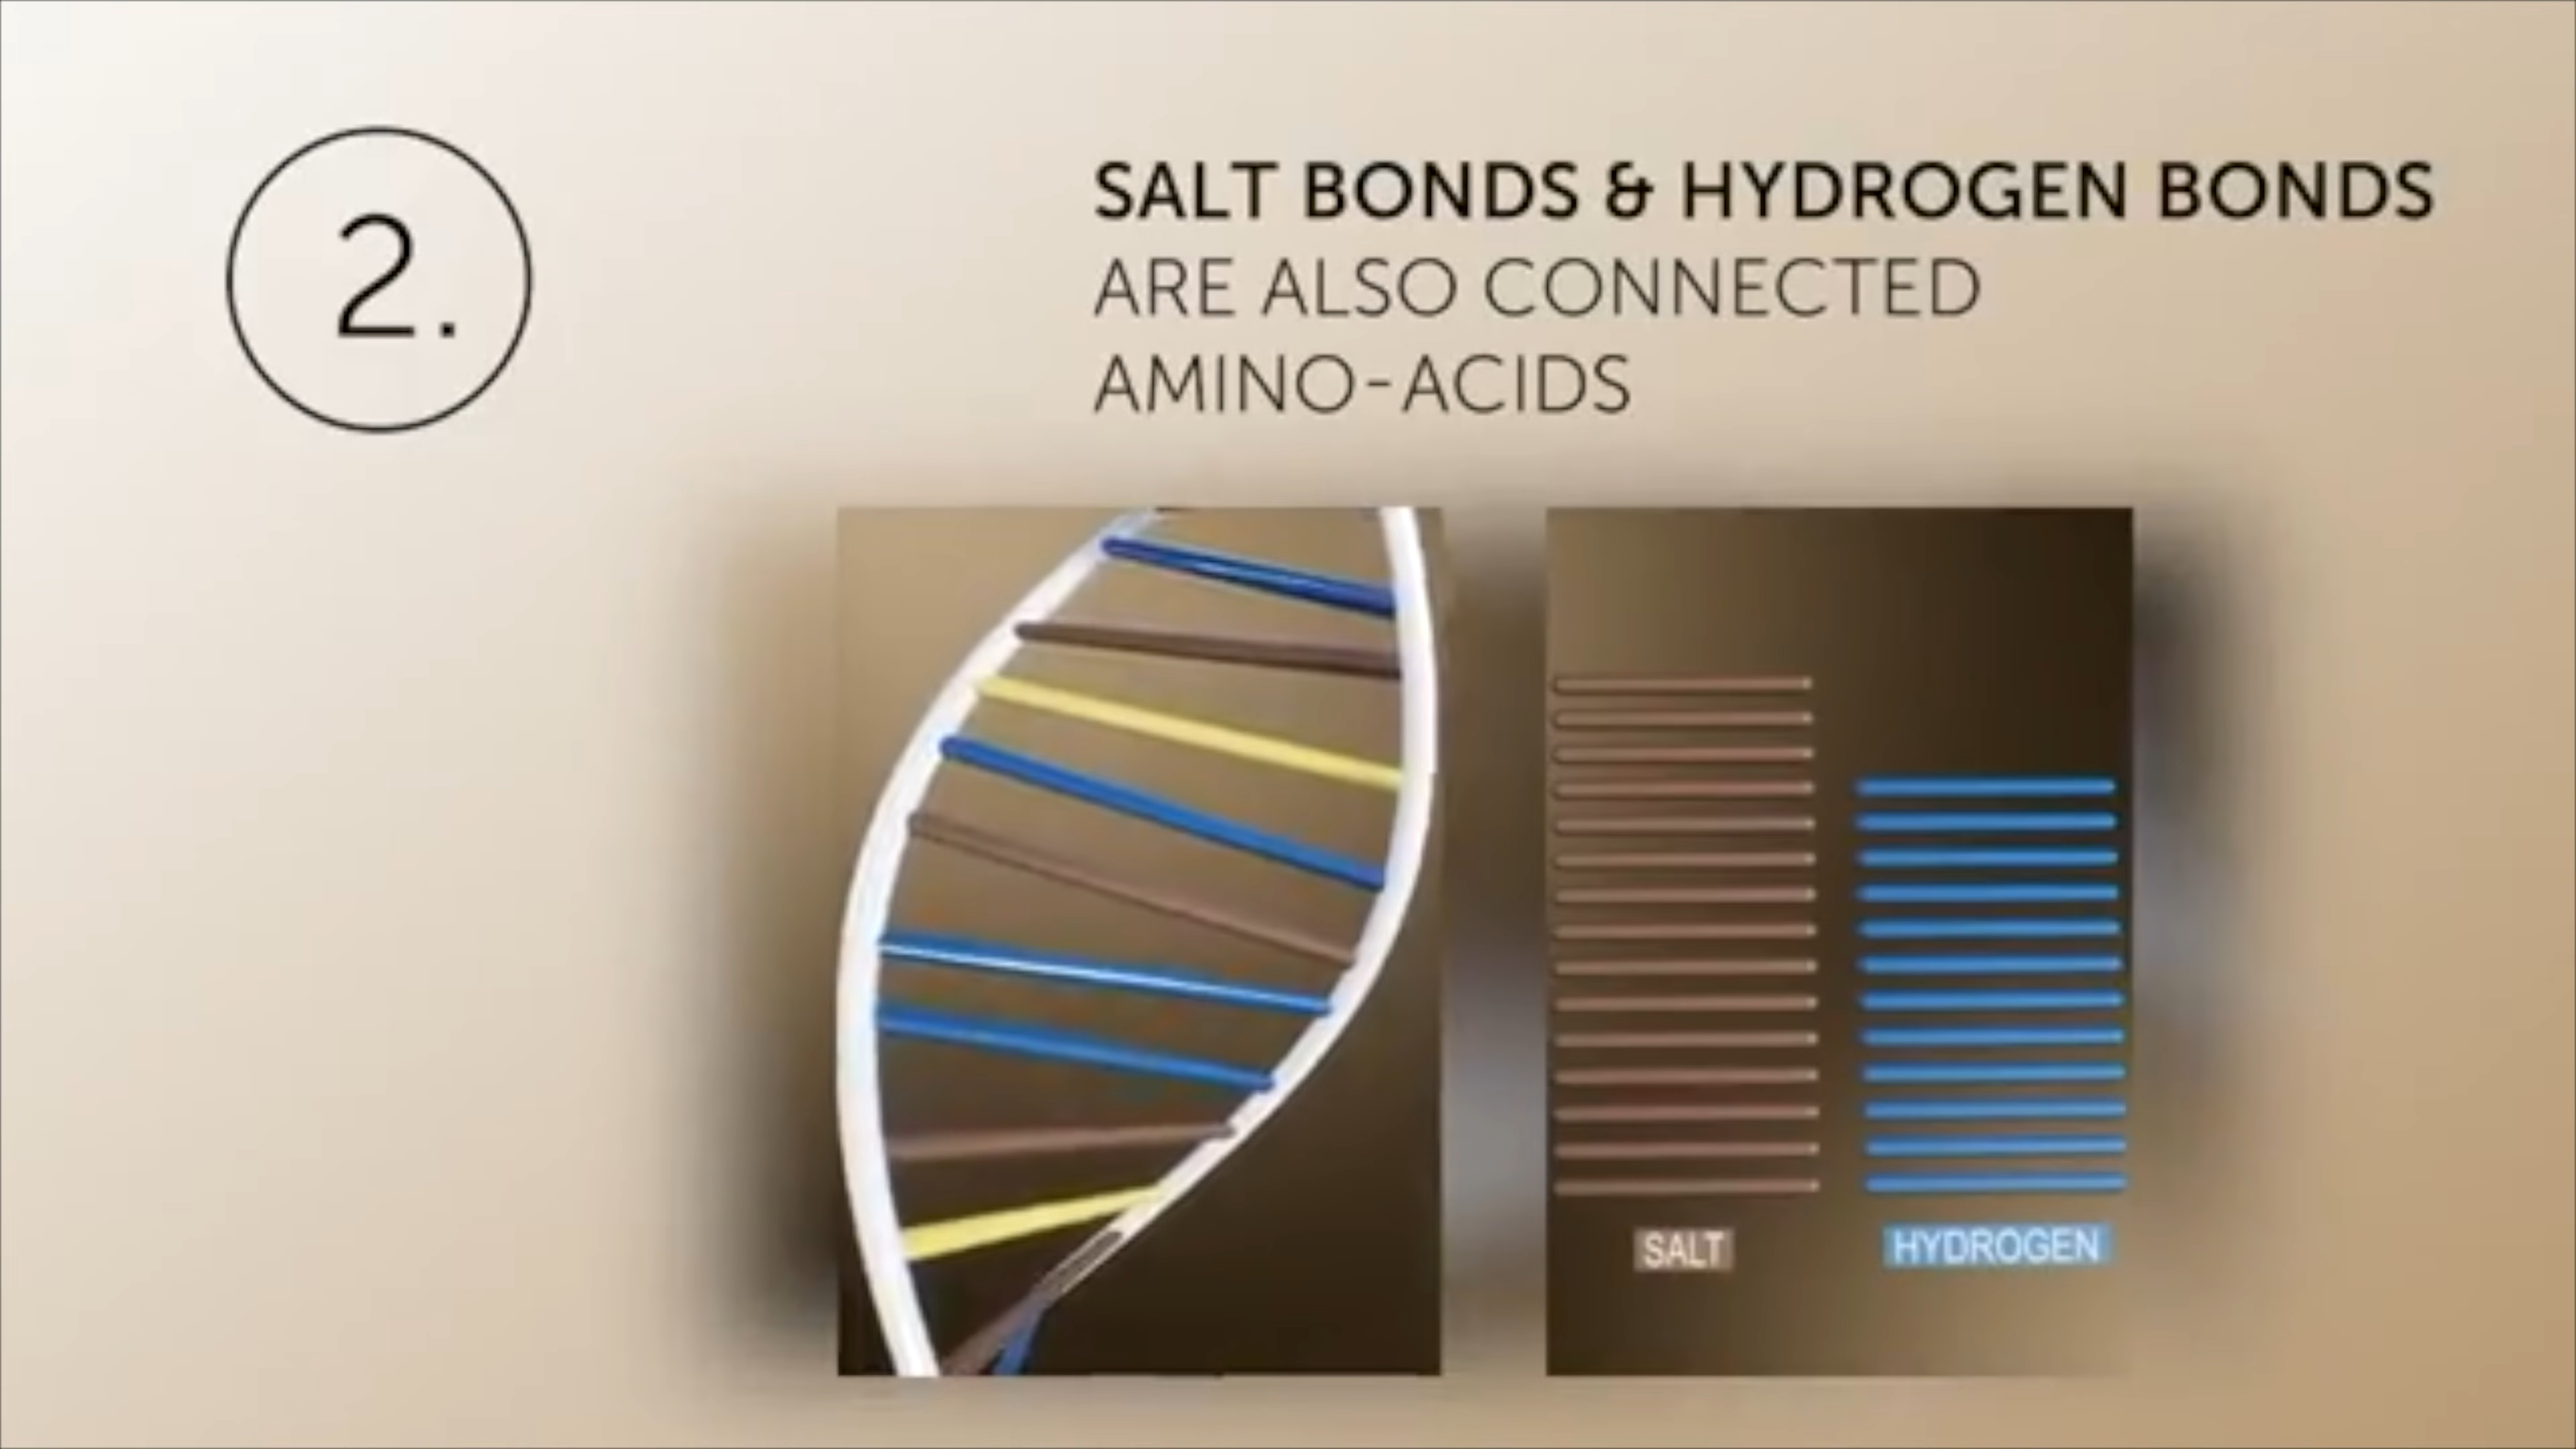 2.
SALT BONDS & HYDROGEN BONDS
ARE ALSO CONNECTED
AMINO-ACIDS
SALT
HYDROGEN